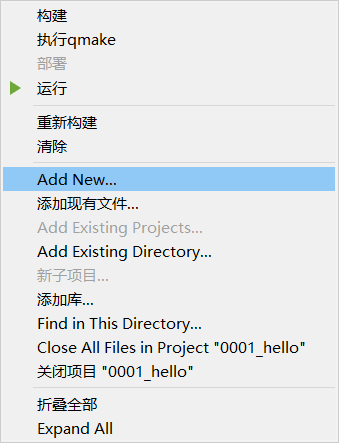 构建
执行qmake
部署
运行
重新构建
清除
Add New...
添加现有文件...
Add Existing Projects...
Add Existing Directory...
新子项目...
添加库...
Find in This Directory...
Close All Files in Project "0001_hello"
关闭项目 "0001_hello"
折叠全部
Expand All